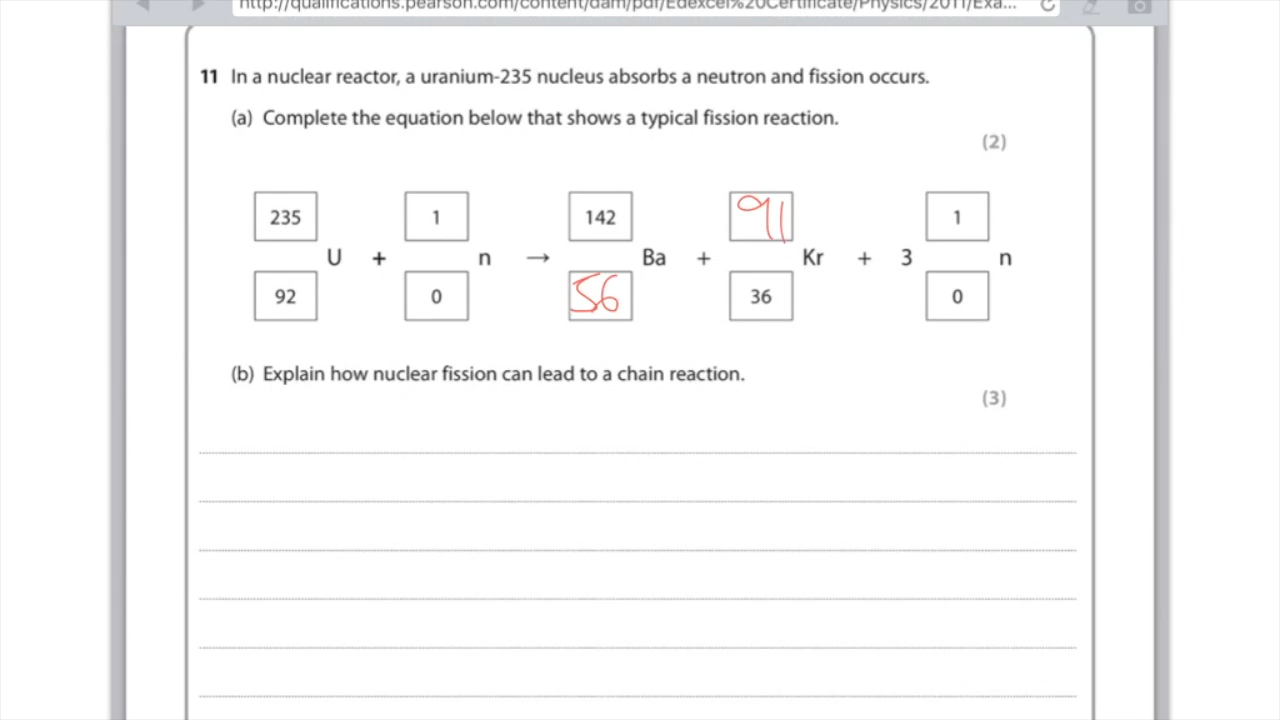 http://qualifications.pearson.com/content/dam/pdf/Edexcel%20Certificate/Physics/2011/Exa...
11 In a nuclear reactor, a uranium-235 nucleus absorbs a neutron and fission occurs.
(a) Complete the equation below that shows a typical fission reaction.
(2)
235 1 142 91 1
U + n → Ba + Kr + 3 n
92 0 56 36 0
(b) Explain how nuclear fission can lead to a chain reaction.
(3)